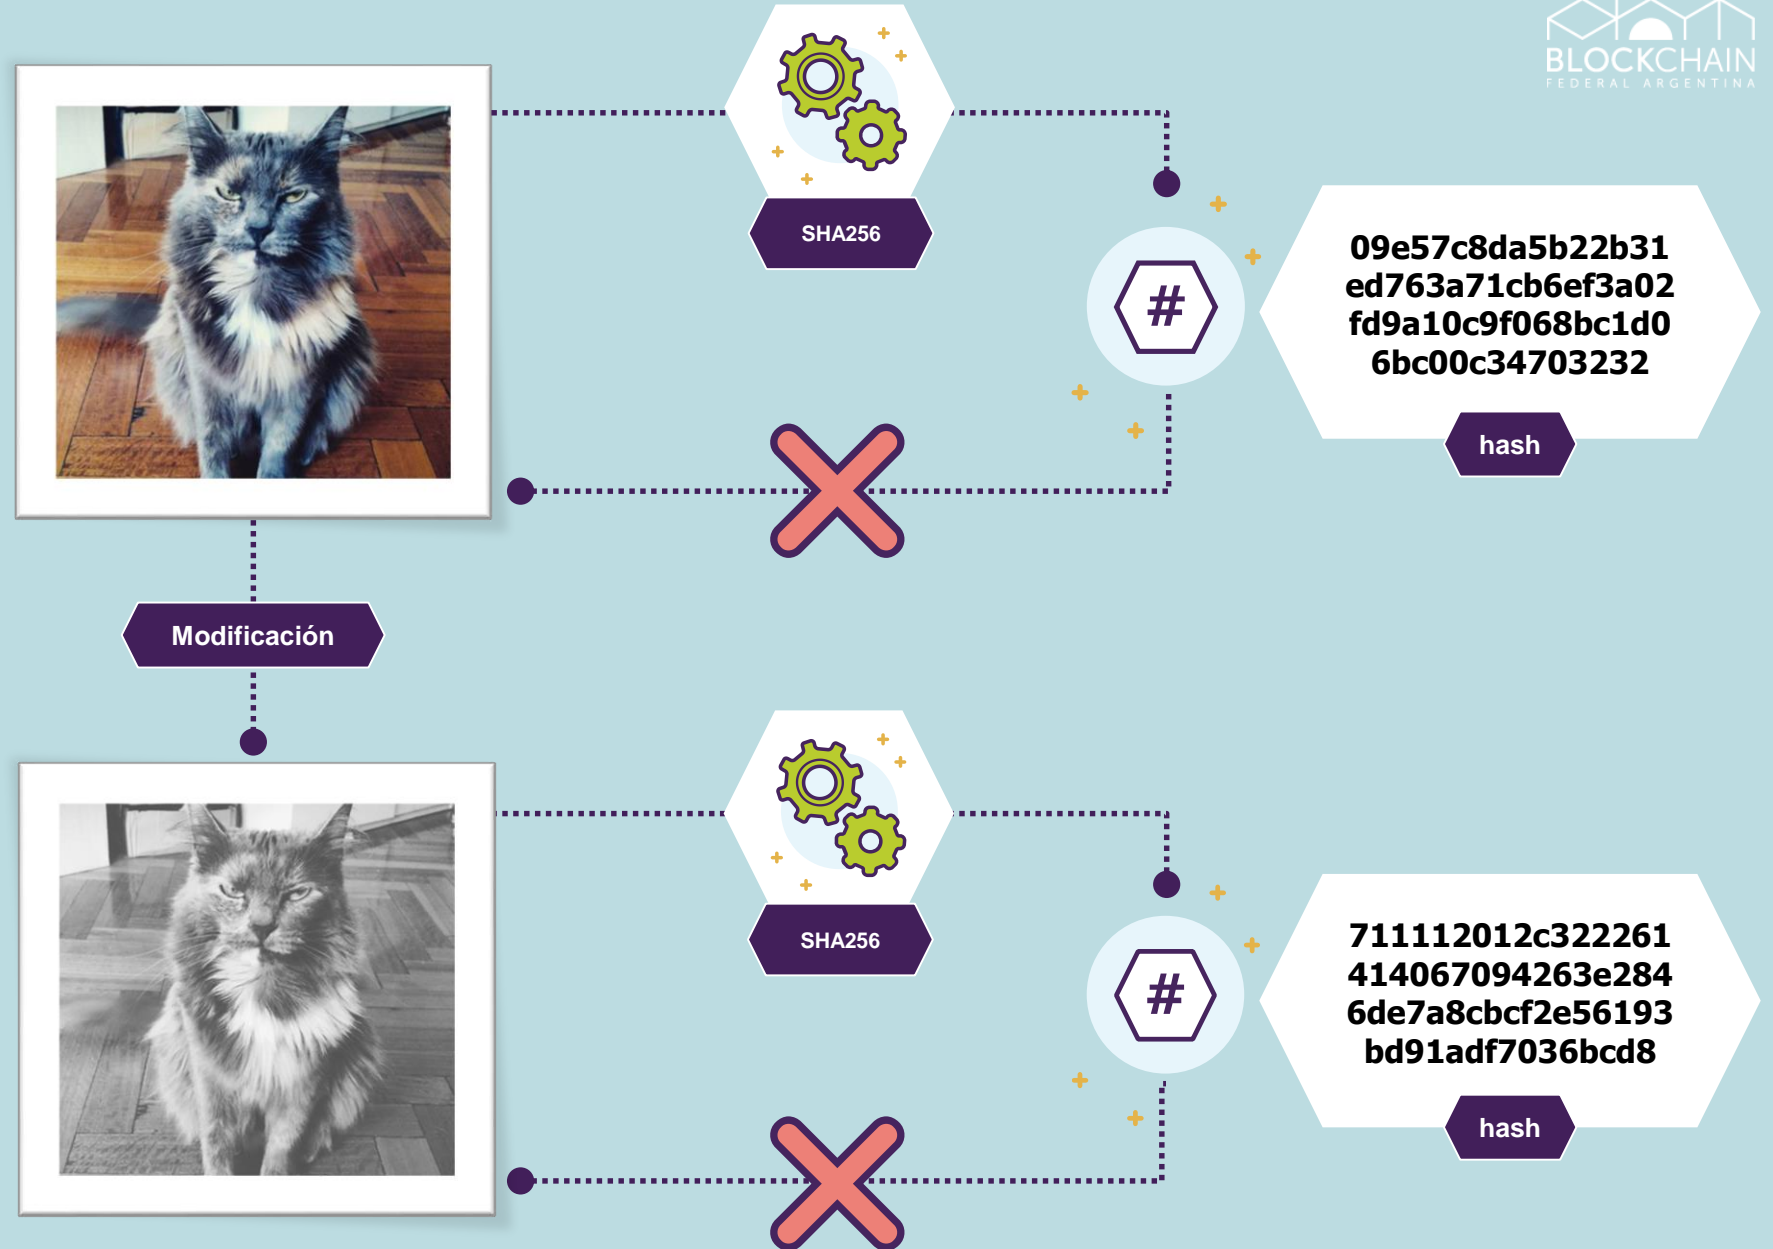 BLOCKCHAIN
FEDERAL ARGENTINA
SHA256
#
09e57c8da5b22b31
ed763a71cb6ef3a02
fd9a10c9f068bc1d0
6bc00c34703232
hash
Modificación
SHA256
#
711112012c322261
414067094263e284
6de7a8cbcf2e56193
bd91adf7036bcd8
hash